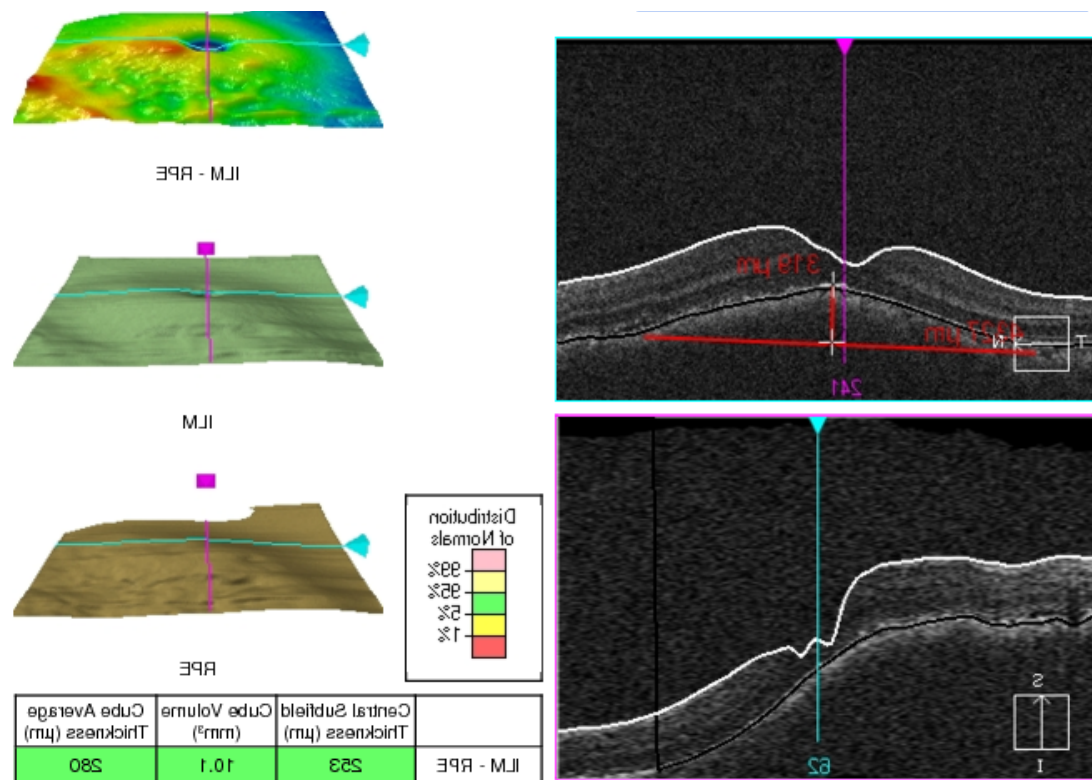 ILM - RPE
ILM
RPE
Distribution
of Normals
99%
95%
5%
1%
Central Subfield
Thickness (µm)
Cube Volume
(mm³)
Cube Average
Thickness (µm)
ILM - RPE
253
10.1
280
319 µm
µm
N
T
241
S
I
62